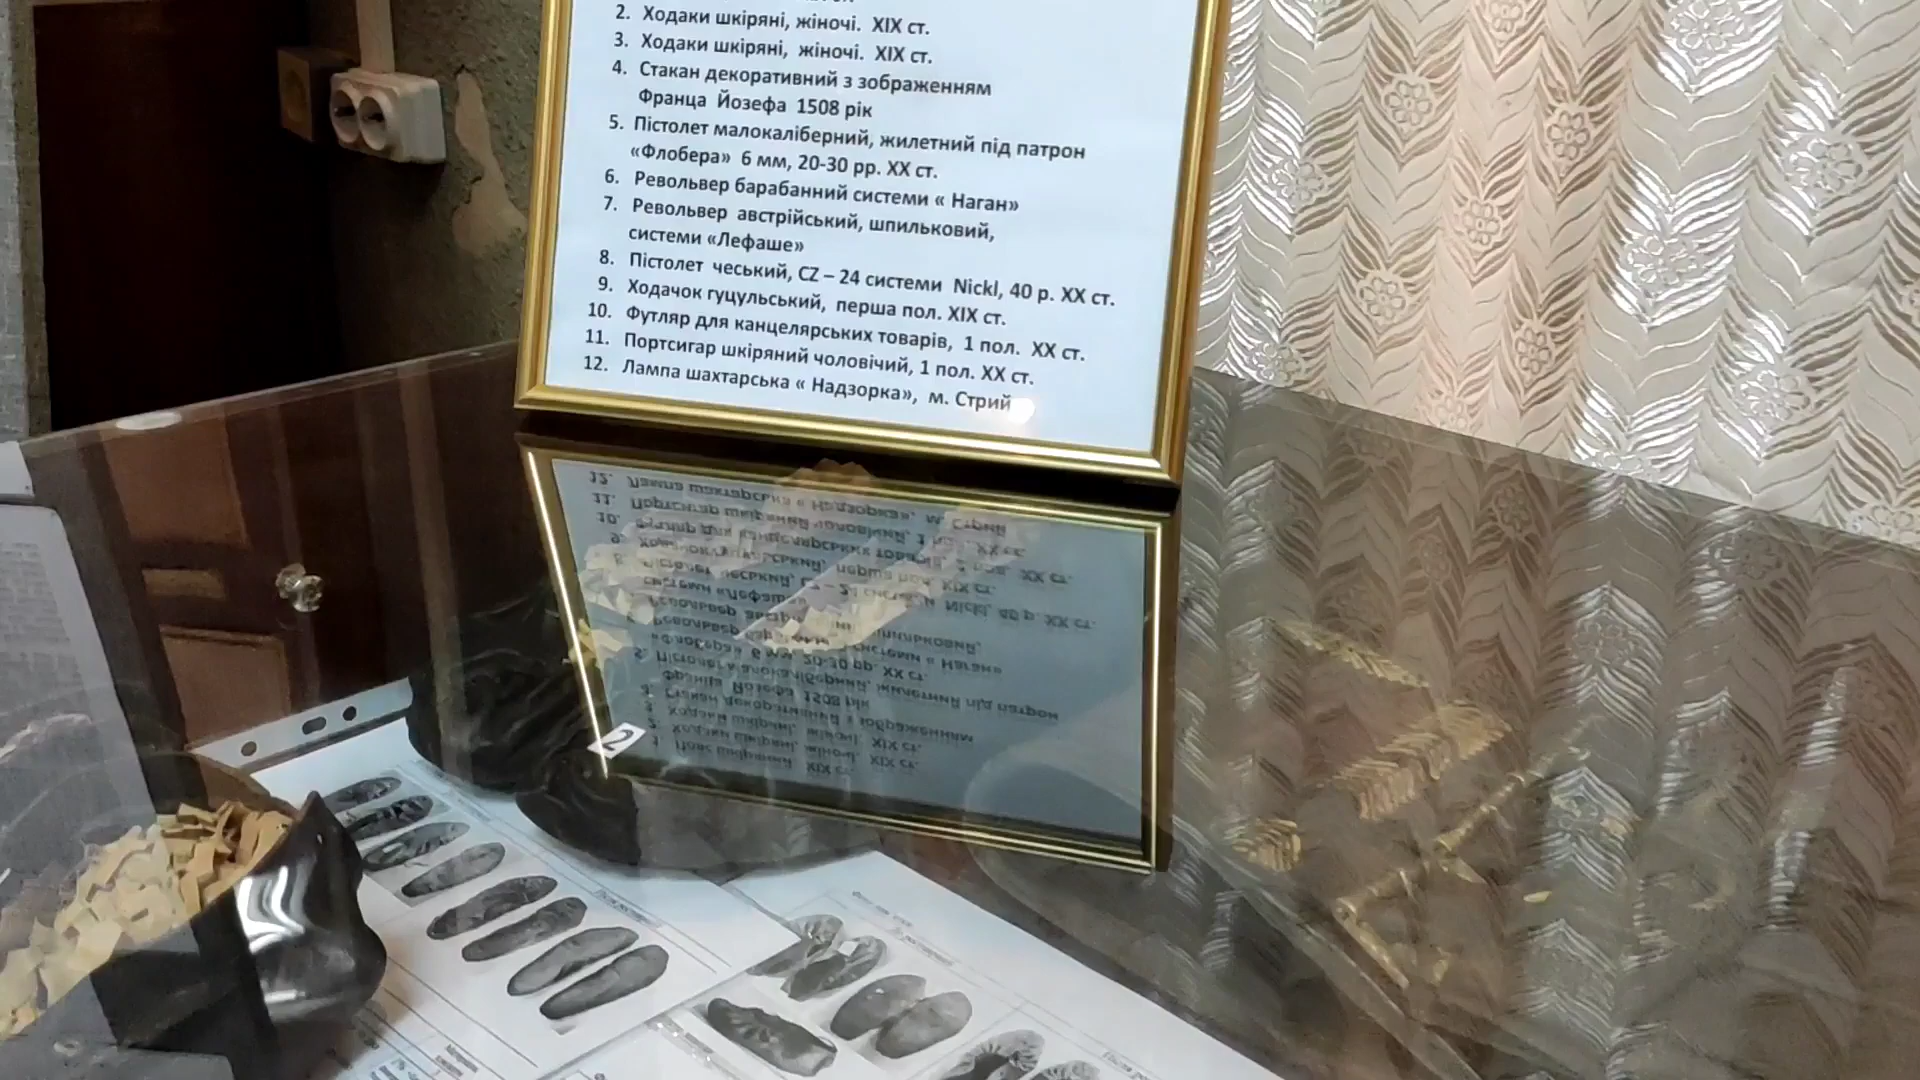 2. Ходаки шкіряні, жіночі. XIX ст.
3. Ходаки шкіряні, жіночі. XIX ст.
4. Стакан декоративний з зображенням
Франца Йозефа 1508 рік
5. Пістолет малокаліберний, жилетний під патрон
«Флобера» 6 мм, 20-30 рр. XX ст.
6. Револьвер барабанний системи « Наган»
7. Револьвер австрійський, шпильковий,
системи «Лефаше»
8. Пістолет чеський, CZ – 24 системи Nickl, 40 р. XX ст.
9. Ходачок гуцульський, перша пол. XIX ст.
10. Футляр для канцелярських товарів, 1 пол. XX ст.
11. Портсигар шкіряний чоловічий, 1 пол. XX ст.
12. Лампа шахтарська « Надзорка», м. Стрий
2